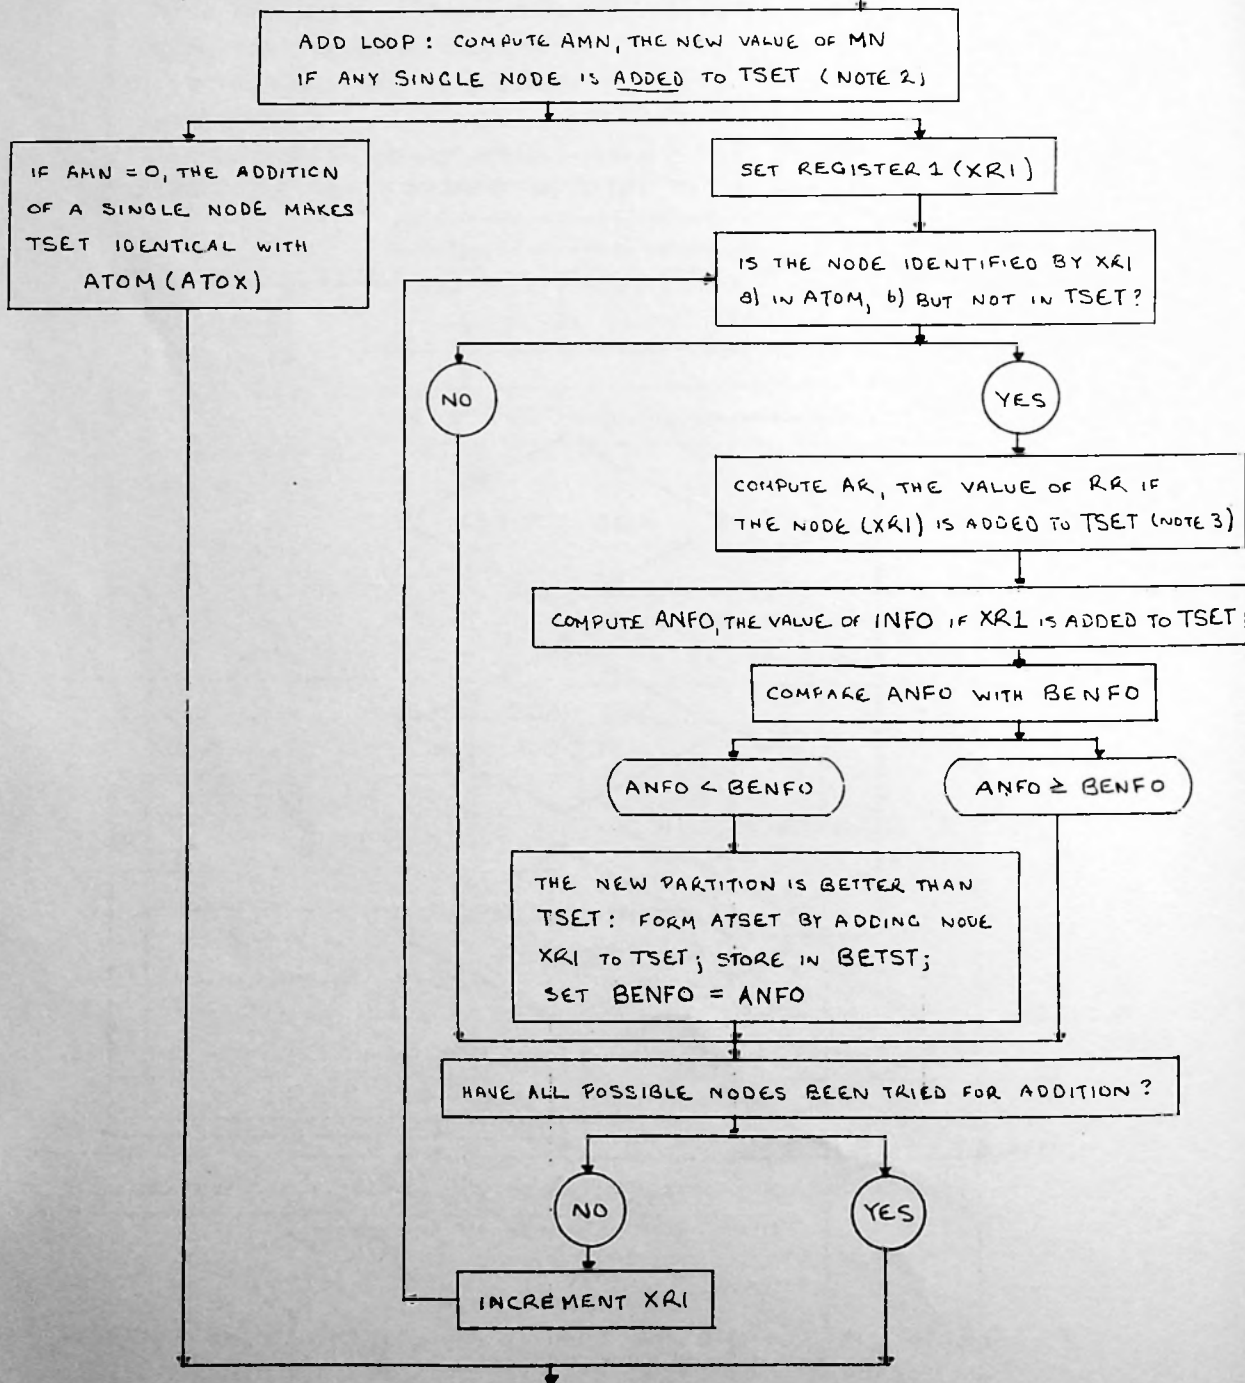 ADD LOOP: COMPUTE AMN, THE NEW VALUE OF MN
IF ANY SINGLE NODE IS ADDED TO TSET (NOTE 2)
IF AMN = 0, THE ADDITION
OF A SINGLE NODE MAKES
TSET IDENTICAL WITH
ATOM (ATOX)
SET REGISTER 1 (XR1)
IS THE NODE IDENTIFIED BY XR1
a) IN ATOM, b) BUT NOT IN TSET?
NO
YES
COMPUTE AR, THE VALUE OF RR IF
THE NODE (XR1) IS ADDED TO TSET (NOTE 3)
COMPUTE ANFO, THE VALUE OF INFO IF XR1 IS ADDED TO TSET
COMPARE ANFO WITH BENFO
ANFO < BENFO
ANFO ≥ BENFO
THE NEW PARTITION IS BETTER THAN
TSET: FORM ATSET BY ADDING NODE
XR1 TO TSET; STORE IN BETST;
SET BENFO = ANFO
HAVE ALL POSSIBLE NODES BEEN TRIED FOR ADDITION?
NO
YES
INCREMENT XR1